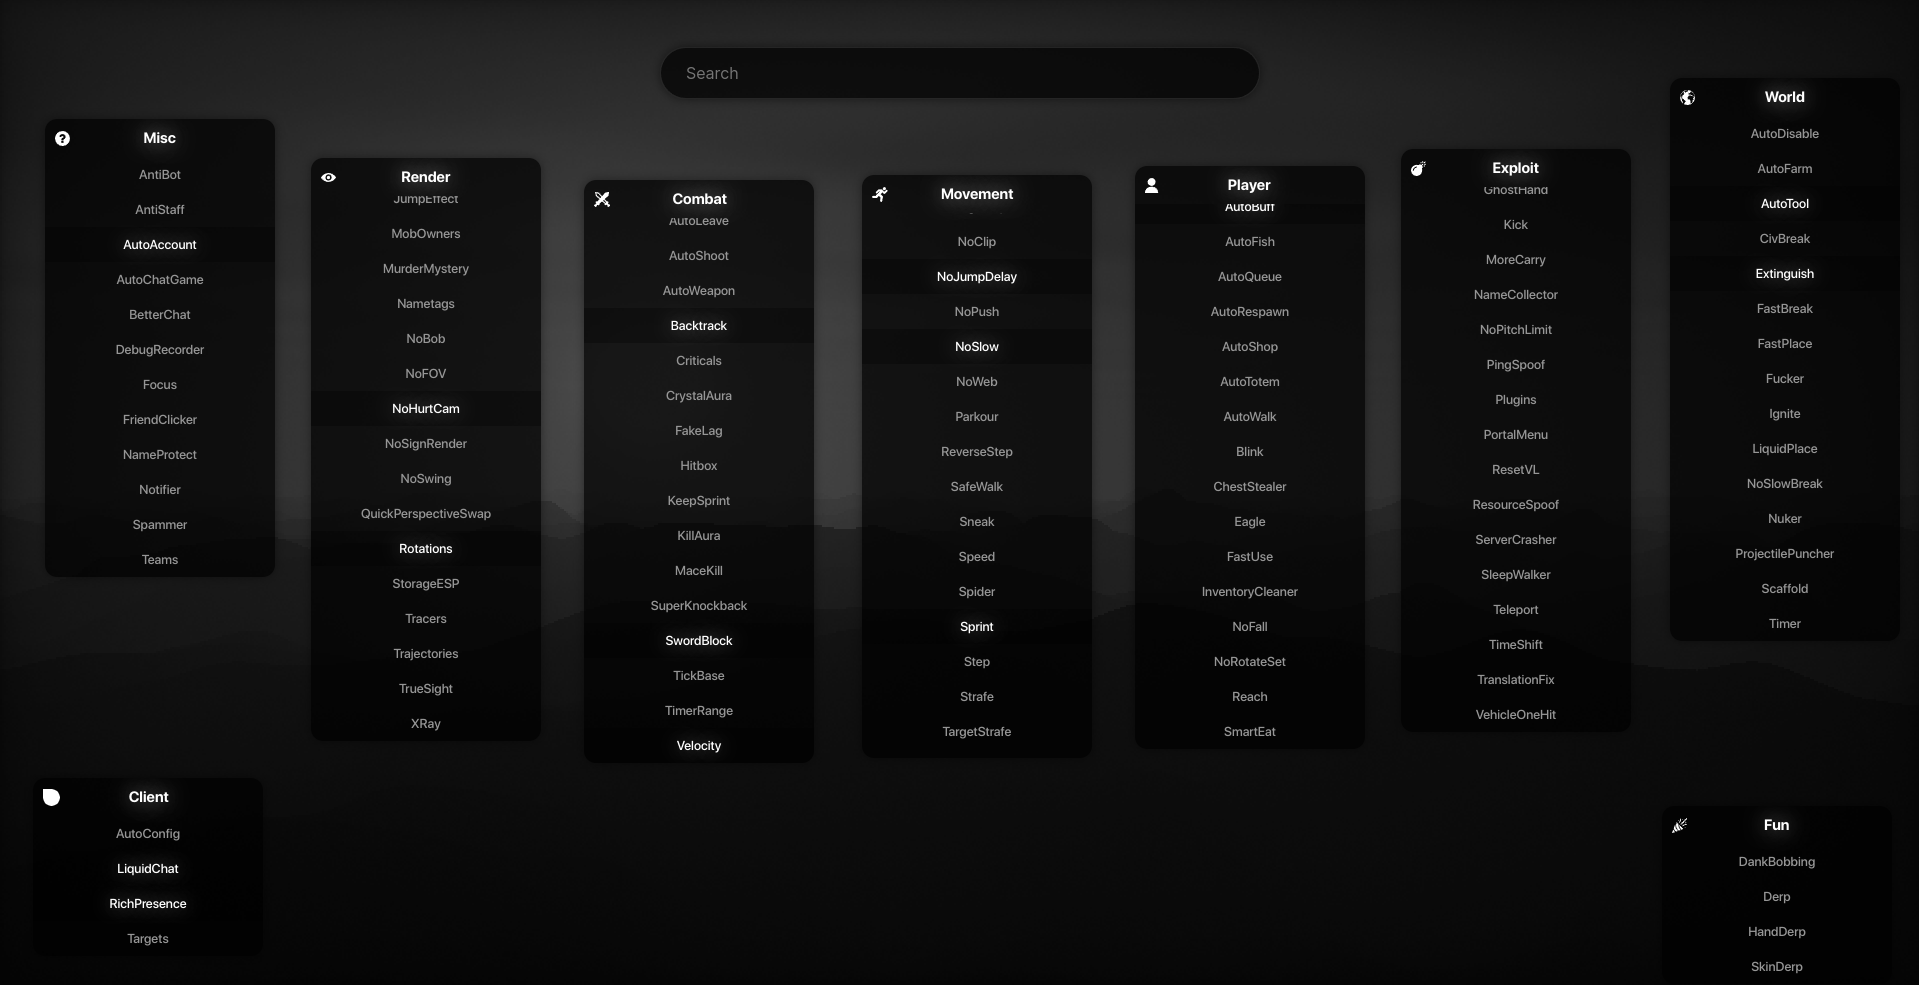 Search
Misc
AntiBot
AntiStaff
AutoAccount
AutoChatGame
BetterChat
DebugRecorder
Focus
FriendClicker
NameProtect
Notifier
Spammer
Teams
Render
JumpEffect
MobOwners
MurderMystery
Nametags
NoBob
NoFOV
NoHurtCam
NoSignRender
NoSwing
QuickPerspectiveSwap
Rotations
StorageESP
Tracers
Trajectories
TrueSight
XRay
Combat
AutoLeave
AutoShoot
AutoWeapon
Backtrack
Criticals
CrystalAura
FakeLag
Hitbox
KeepSprint
KillAura
MaceKill
SuperKnockback
SwordBlock
TickBase
TimerRange
Velocity
Movement
NoClip
NoJumpDelay
NoPush
NoSlow
NoWeb
Parkour
ReverseStep
SafeWalk
Sneak
Speed
Spider
Sprint
Step
Strafe
TargetStrafe
Player
AutoBuff
AutoFish
AutoQueue
AutoRespawn
AutoShop
AutoTotem
AutoWalk
Blink
ChestStealer
Eagle
FastUse
InventoryCleaner
NoFall
NoRotateSet
Reach
SmartEat
Exploit
GhostHand
Kick
MoreCarry
NameCollector
NoPitchLimit
PingSpoof
Plugins
PortalMenu
ResetVL
ResourceSpoof
ServerCrasher
SleepWalker
Teleport
TimeShift
TranslationFix
VehicleOneHit
World
AutoDisable
AutoFarm
AutoTool
CivBreak
Extinguish
FastBreak
FastPlace
Fucker
Ignite
LiquidPlace
NoSlowBreak
Nuker
ProjectilePuncher
Scaffold
Timer
Client
AutoConfig
LiquidChat
RichPresence
Targets
Fun
DankBobbing
Derp
HandDerp
SkinDerp